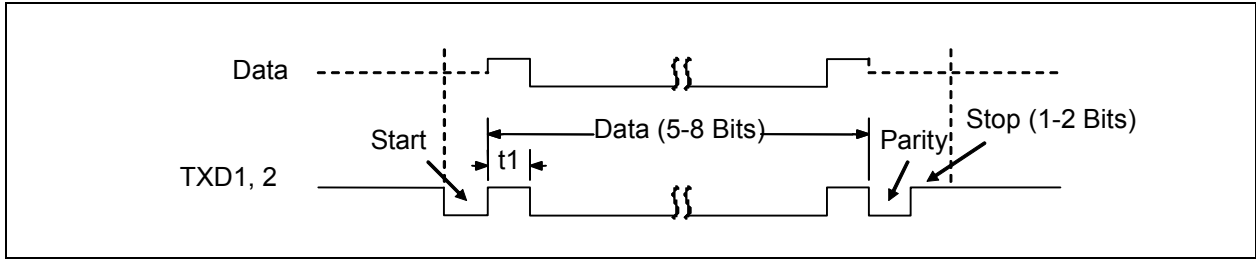 Data
Data (5-8 Bits)
Stop (1-2 Bits)
Start
Parity
t1
TXD1, 2